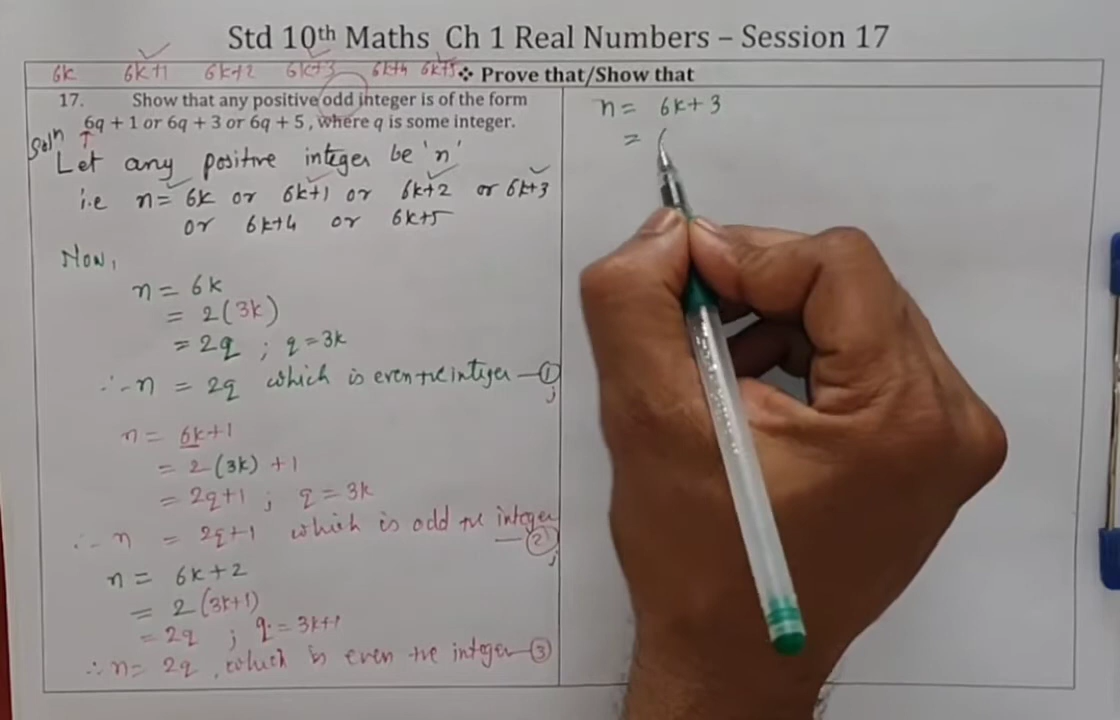 Std 10th Maths Ch 1 Real Numbers – Session 17
6k 6k+1 6k+2 6k+3 6k+4 6k+5 ❖ Prove that/Show that
17. Show that any positive odd integer is of the form
6q + 1 or 6q + 3 or 6q + 5 , where q is some integer.
Solⁿ
Let any positive integer be 'n'
i.e n = 6k or 6k+1 or 6k+2 or 6k+3
or 6k+4 or 6k+5
Now,
n = 6k
= 2(3k)
= 2q ; q = 3k
∴ n = 2q which is even +ve integer —①
n = 6k+1
= 2(3k) + 1
= 2q+1 ; q = 3k
∴ n = 2q+1 which is odd +ve integer
—②
n = 6k+2
= 2(3k+1)
= 2q ; q = 3k+1
∴ n = 2q , which is even +ve integer —③
n = 6k+3
=